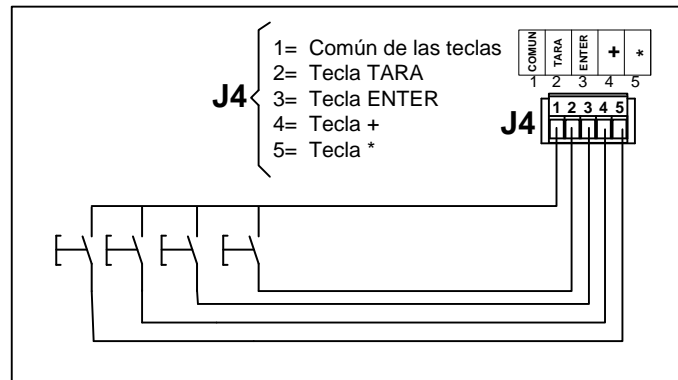 J4
1= Común de las teclas
2= Tecla TARA
3= Tecla ENTER
4= Tecla +
5= Tecla *
COMUN TARA ENTER + *
1 2 3 4 5
J4
1 2 3 4 5